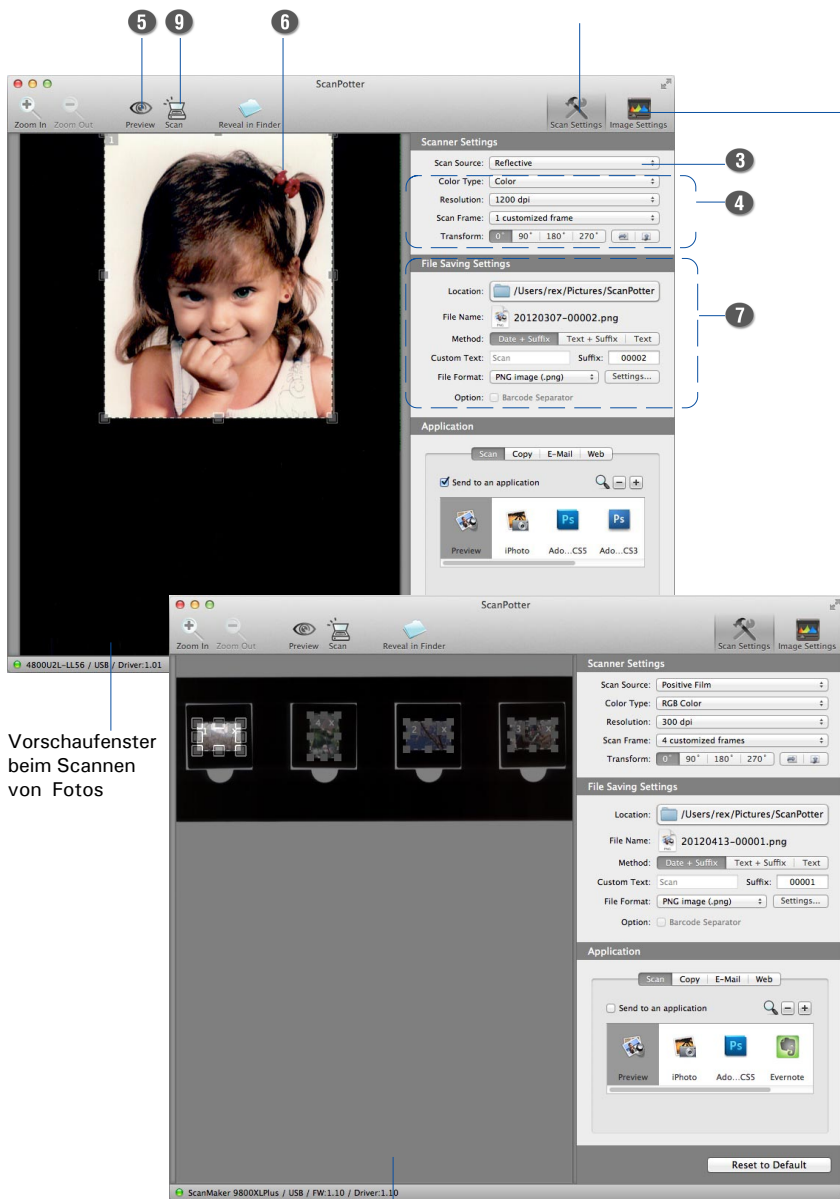 5 9 6
ScanPotter
Zoom In Zoom Out Preview Scan Reveal in Finder Scan Settings Image Settings
1
Scanner Settings
Scan Source: Reflective
3
Color Type: Color
Resolution: 1200 dpi
4
Scan Frame: 1 customized frame
Transform: 0° 90° 180° 270°
File Saving Settings
Location: /Users/rex/Pictures/ScanPotter
File Name: 20120307-00002.png
7
Method: Date + Suffix Text + Suffix Text
Custom Text: Scan Suffix: 00002
File Format: PNG image (.png) Settings...
Option: Barcode Separator
Application
Scan Copy E-Mail Web
Send to an application
Ps Ps
Preview iPhoto Ado...CS5 Ado...CS3
4800U2L-LL56 / USB / Driver:1.01
Vorschaufenster
beim Scannen
von Fotos
ScanPotter
Zoom In Zoom Out Preview Scan Reveal in Finder Scan Settings Image Settings
Scanner Settings
Scan Source: Positive Film
Color Type: RGB Color
Resolution: 300 dpi
Scan Frame: 4 customized frames
Transform: 0° 90° 180° 270°
File Saving Settings
Location: /Users/rex/Pictures/ScanPotter
File Name: 20120413-00001.png
Method: Date + Suffix Text + Suffix Text
Custom Text: Scan Suffix: 00001
File Format: PNG image (.png) Settings...
Option: Barcode Separator
Application
Scan Copy E-Mail Web
Send to an application
Ps
Preview iPhoto Ado...CS5 Evernote
Reset to Default
ScanMaker 9800XLPlus / USB / FW:1.10 / Driver:1.10